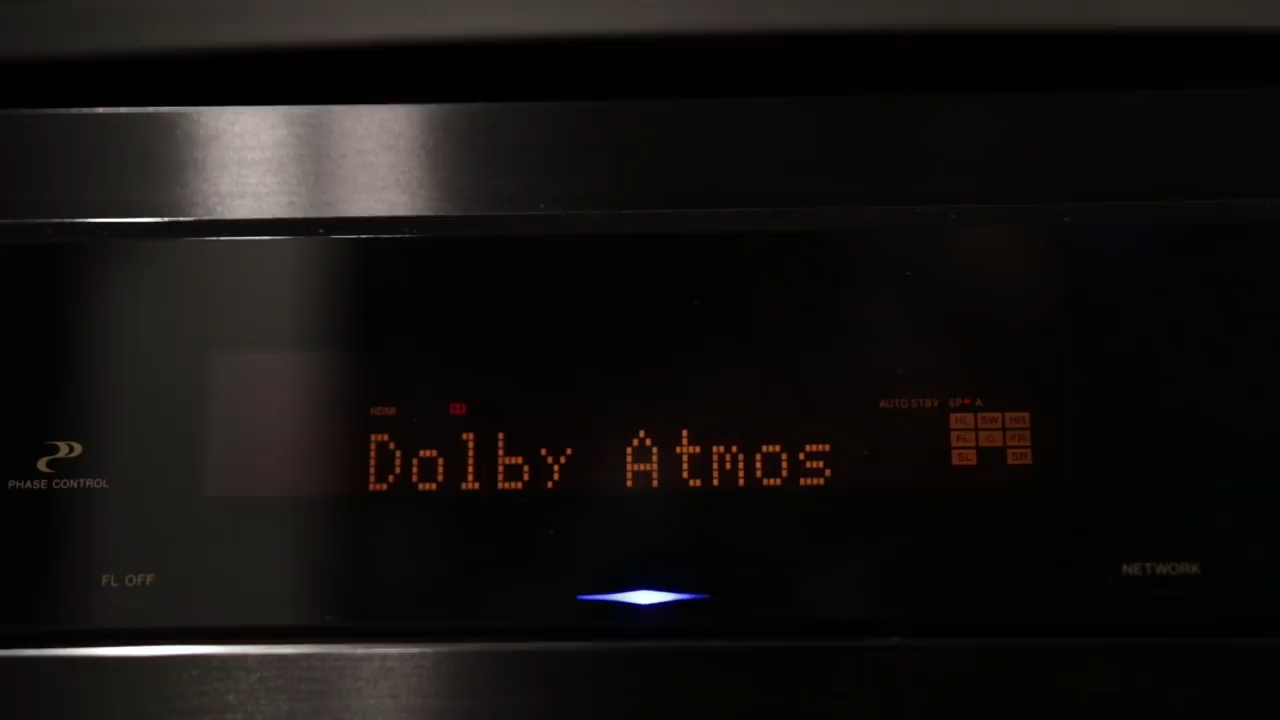 HDMI
AUTO STBY SP A
Dolby Atmos
HL SW HR
FL C FR
SL SR
PHASE CONTROL
FL OFF
NETWORK